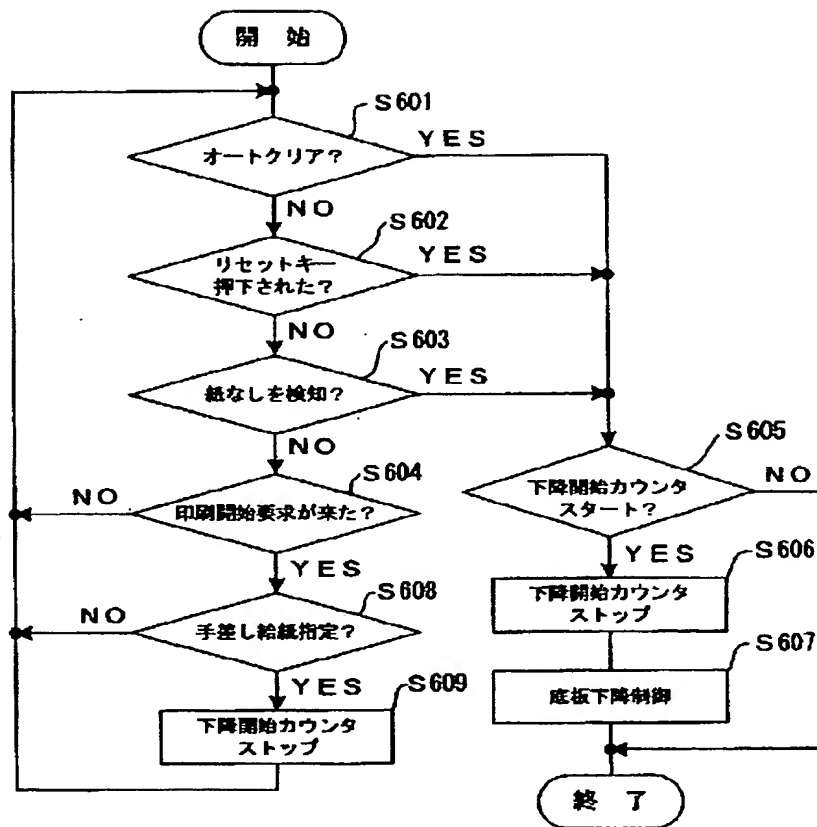 開 始
S601
オートクリア?
YES
NO
S602
リセットキー
押下された?
YES
NO
S603
紙なしを検知?
YES
NO
S604
印刷開始要求が来た?
NO
YES
S608
手差し給紙指定?
NO
YES
S609
下降開始カウンタ
ストップ
S605
下降開始カウンタ
スタート?
NO
YES
S606
下降開始カウンタ
ストップ
S607
底板下降制御
終 了